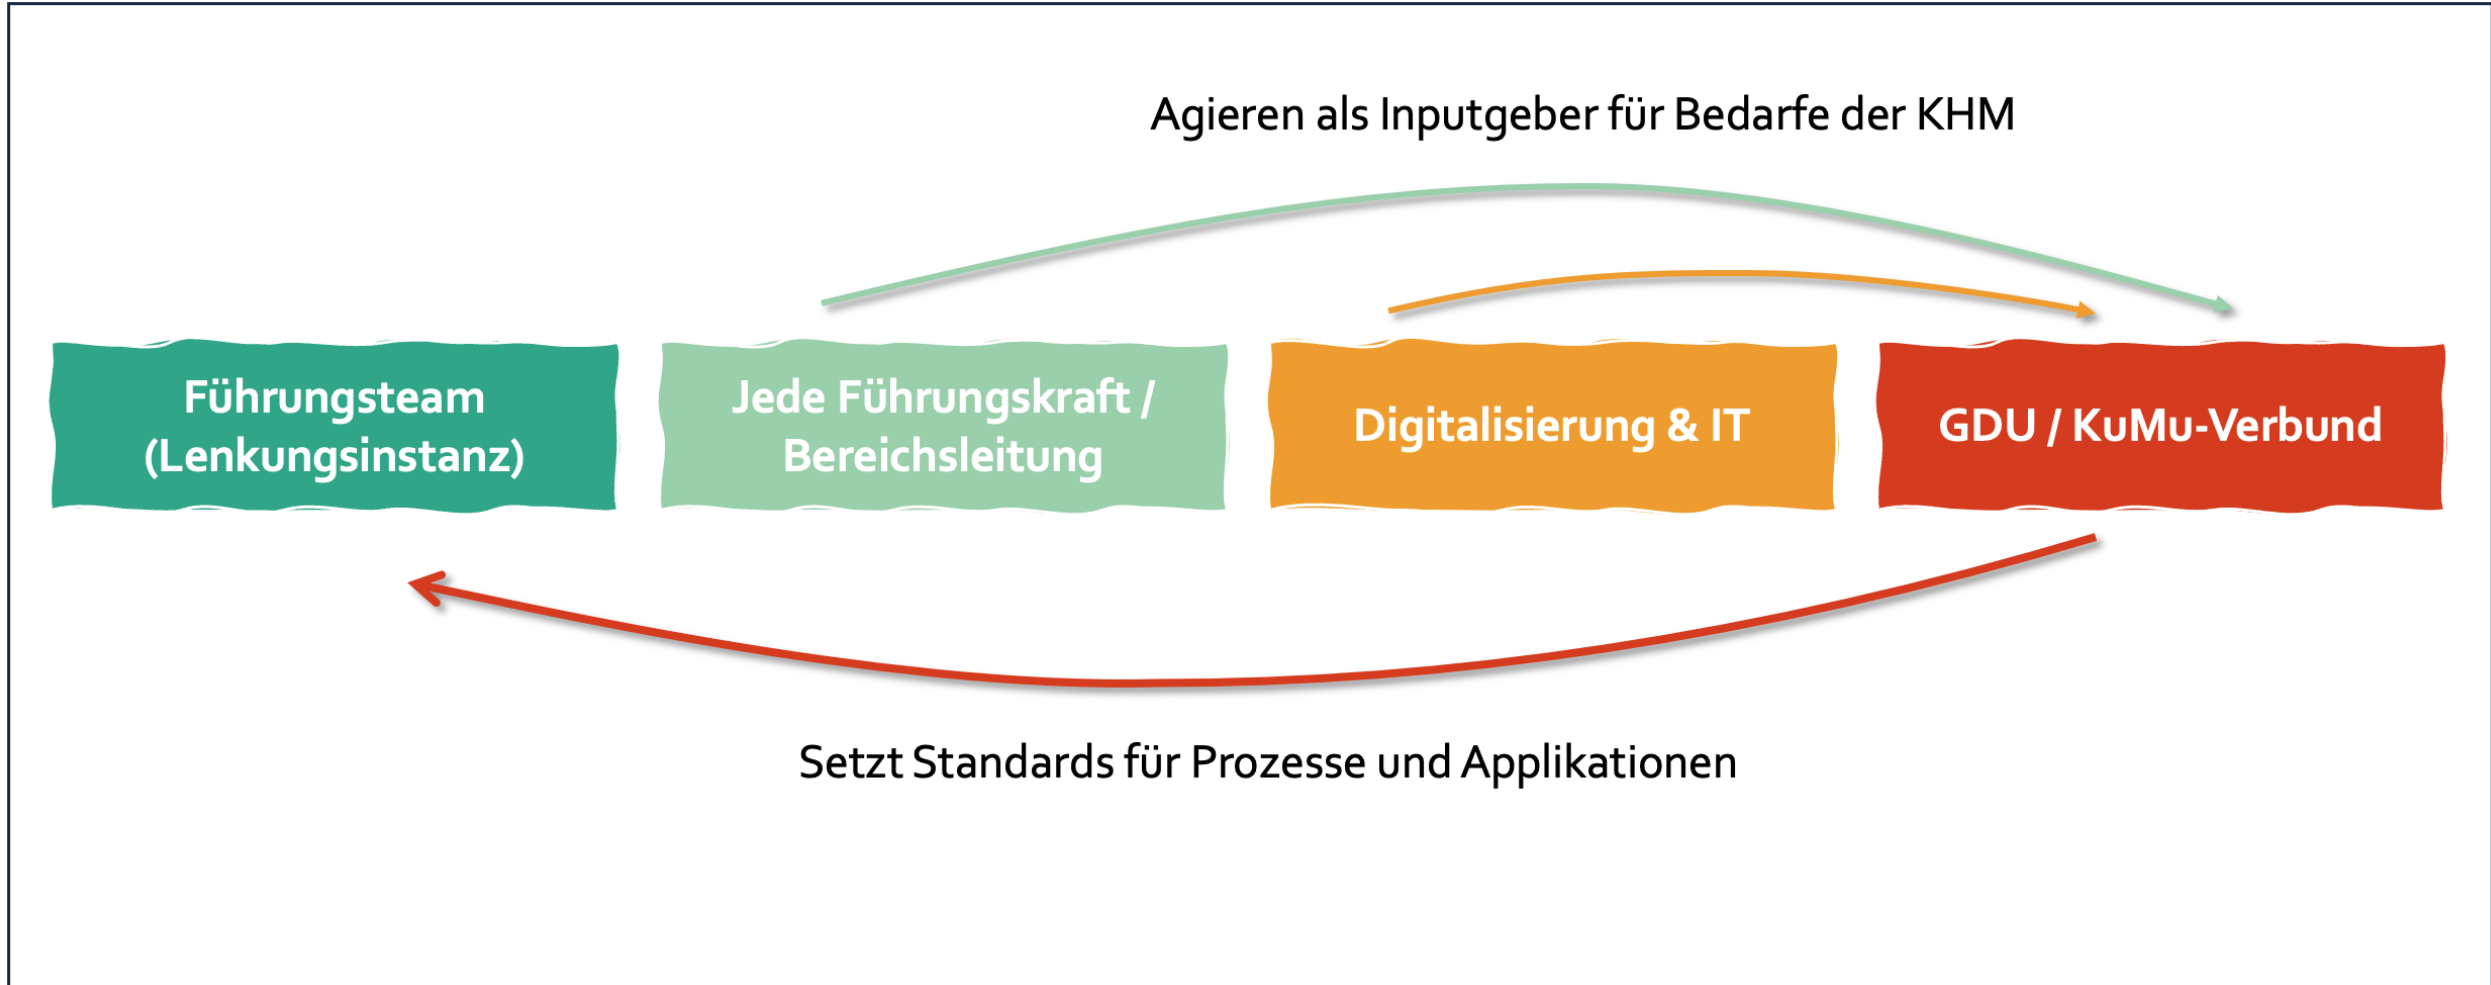 Agieren als Inputgeber für Bedarfe der KHM
Führungsteam
(Lenkungsinstanz)
Jede Führungskraft /
Bereichsleitung
Digitalisierung & IT
GDU / KuMu-Verbund
Setzt Standards für Prozesse und Applikationen